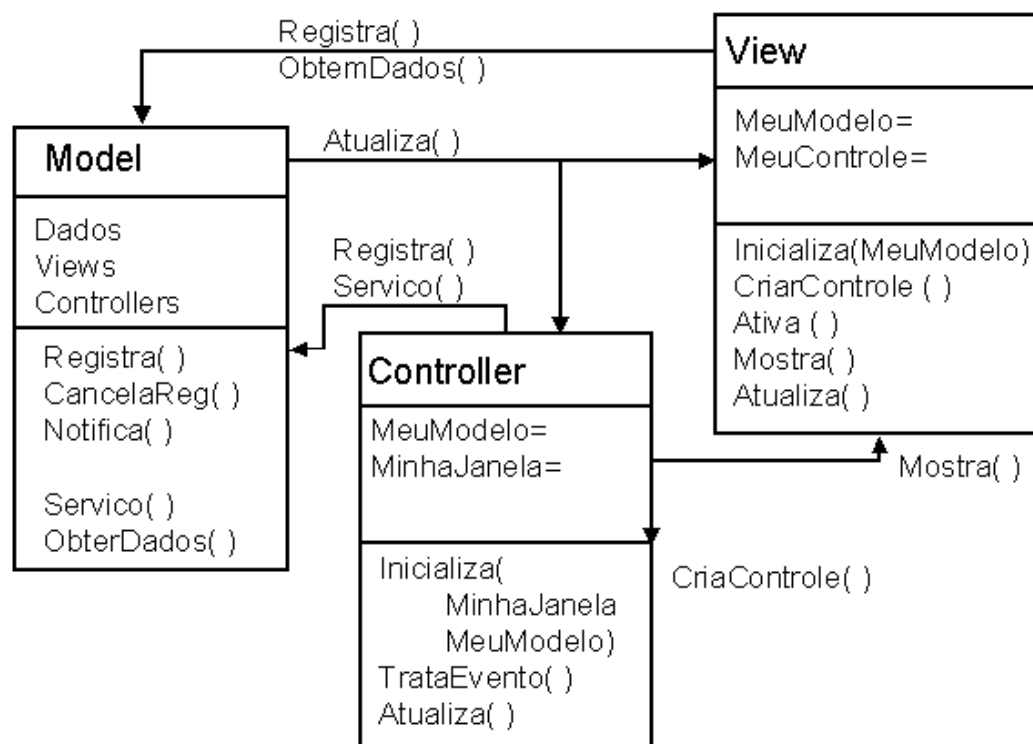 Registra( )
ObtemDados( )
View
MeuModelo=
MeuControle=
Inicializa(MeuModelo)
CriarControle ( )
Ativa ( )
Mostra( )
Atualiza( )
Model
Dados
Views
Controllers
Registra( )
CancelaReg( )
Notifica( )
Servico( )
ObterDados( )
Atualiza( )
Registra( )
Servico( )
Controller
MeuModelo=
MinhaJanela=
Inicializa(
MinhaJanela
MeuModelo)
TrataEvento( )
Atualiza( )
Mostra( )
CriaControle( )